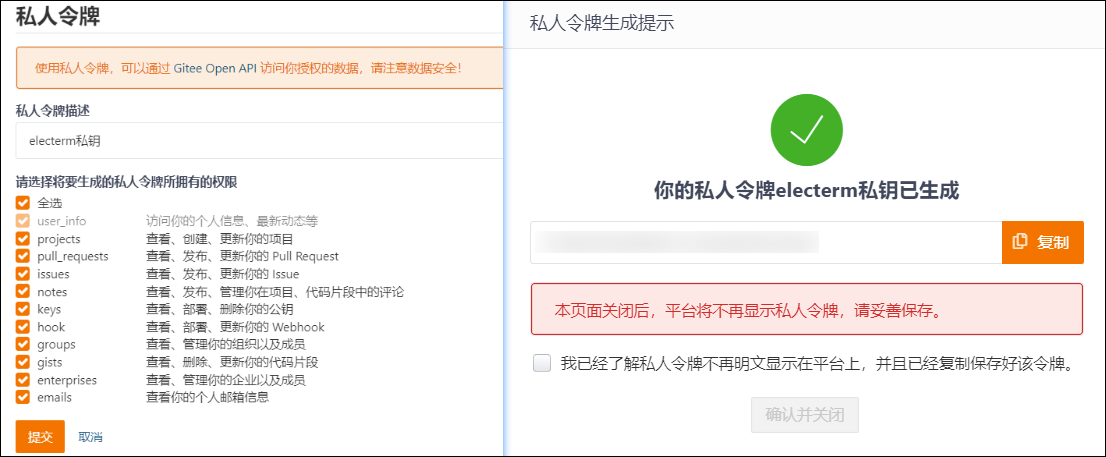 私人令牌
使用私人令牌，可以通过 Gitee Open API 访问你授权的数据，请注意数据安全！
私人令牌描述
electerm私钥
请选择将要生成的私人令牌所拥有的权限
全选
user_info 访问你的个人信息、最新动态等
projects 查看、创建、更新你的项目
pull_requests 查看、发布、更新你的 Pull Request
issues 查看、发布、更新你的 Issue
notes 查看、发布、管理你在项目、代码片段中的评论
keys 查看、部署、删除你的公钥
hook 查看、部署、更新你的 Webhook
groups 查看、管理你的组织以及成员
gists 查看、删除、更新你的代码片段
enterprises 查看、管理你的企业以及成员
emails 查看你的个人邮箱信息
提交 取消
私人令牌生成提示
你的私人令牌electerm私钥已生成
复制
本页面关闭后，平台将不再显示私人令牌，请妥善保存。
我已经了解私人令牌不再明文显示在平台上，并且已经复制保存好该令牌。
确认并关闭